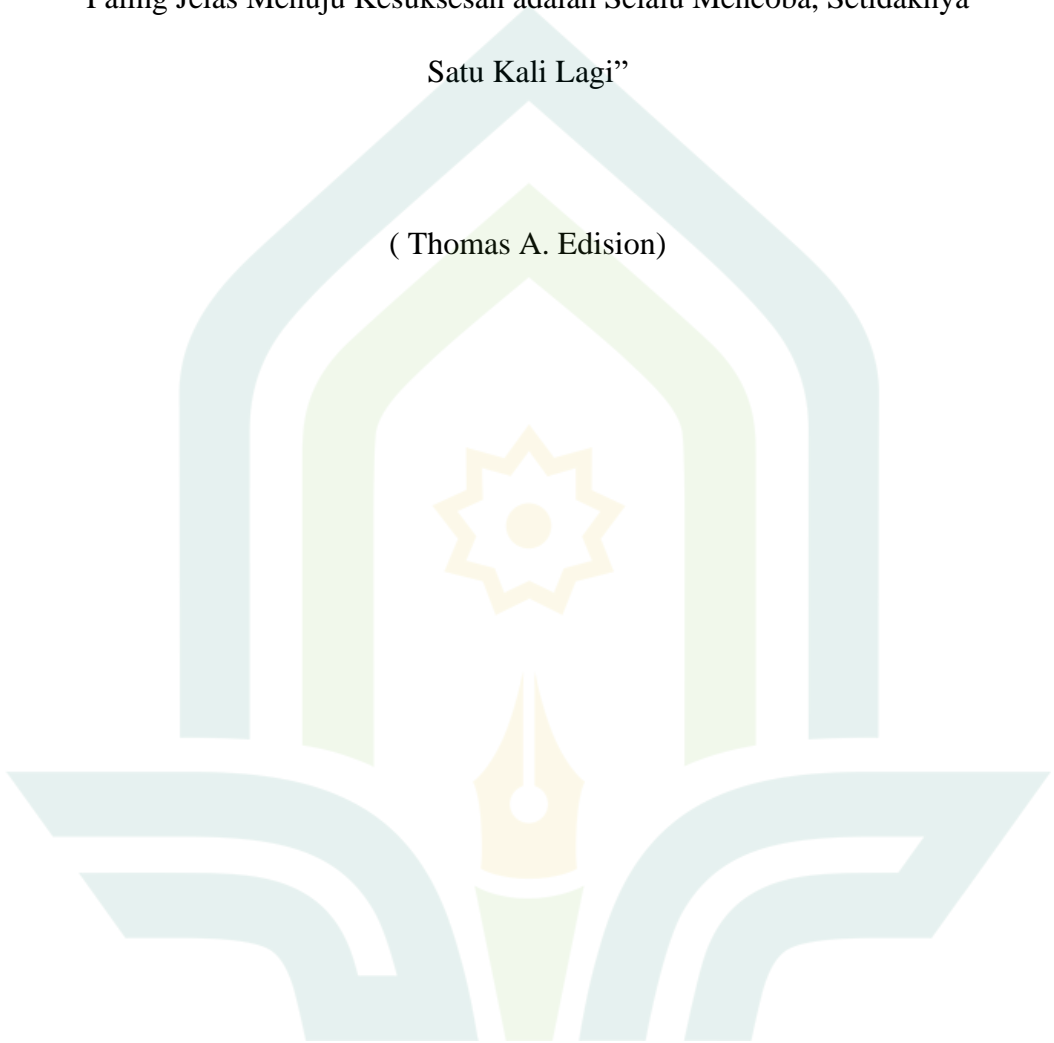 Paling Jelas Menuju Kesuksesan adalah Selalu Mencoba, Setidaknya
Satu Kali Lagi”
( Thomas A. Edision)